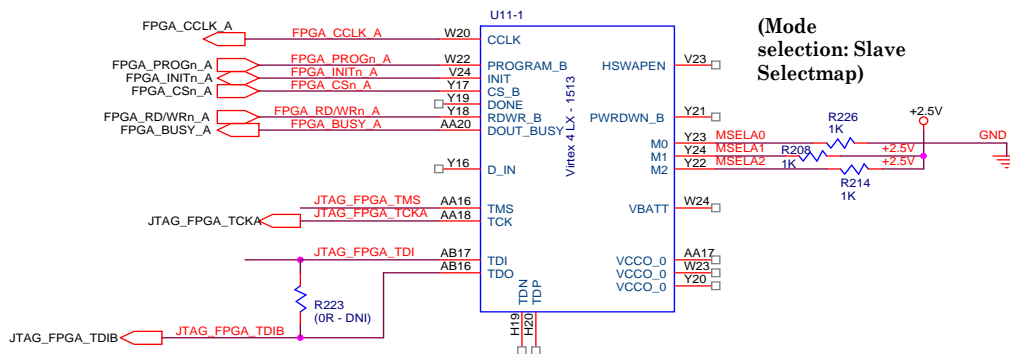 U11-1
(Mode
selection: Slave
Selectmap)
FPGA_CCLK_A
FPGA_CCLK_A
W20
CCLK
FPGA_PROGn_A
FPGA_PROGn_A
W22
PROGRAM_B
FPGA_INITn_A
FPGA_INITn_A
V24
INIT
FPGA_CSn_A
FPGA_CSn_A
Y17
CS_B
Y19
DONE
FPGA_RD/WRn_A
FPGA_RD/WRn_A
Y18
RDWR_B
FPGA_BUSY_A
FPGA_BUSY_A
AA20
DOUT_BUSY
Y16
D_IN
JTAG_FPGA_TMS
AA16
TMS
JTAG_FPGA_TCKA
JTAG_FPGA_TCKA
AA18
TCK
JTAG_FPGA_TDI
AB17
TDI
AB16
TDO
R223
(0R - DNI)
JTAG_FPGA_TDIB
JTAG_FPGA_TDIB
Virtex 4 LX - 1513
TDN
TDP
H19
H20
HSWAPEN
V23
PWRDWN_B
Y21
M0
Y23
MSELA0
R226
1K
+2.5V
GND
M1
Y24
MSELA1
R208
1K
+2.5V
M2
Y22
MSELA2
+2.5V
R214
1K
VBATT
W24
VCCO_0
AA17
VCCO_0
W23
VCCO_0
Y20